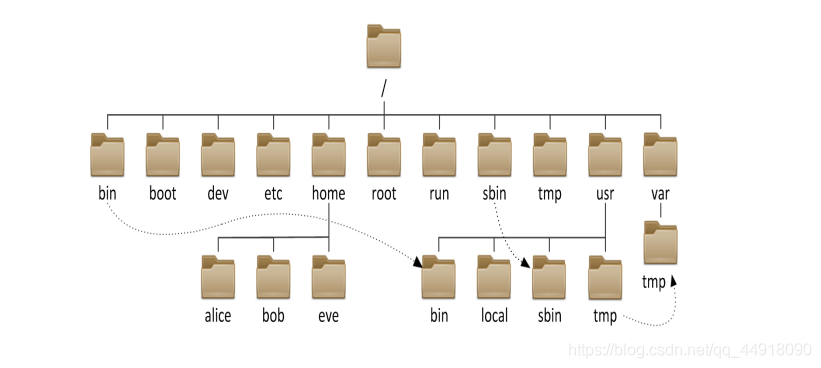 /
bin boot dev etc home root run sbin tmp usr var
tmp
alice bob eve bin local sbin tmp
https://blog.csdn.net/qq_44918090